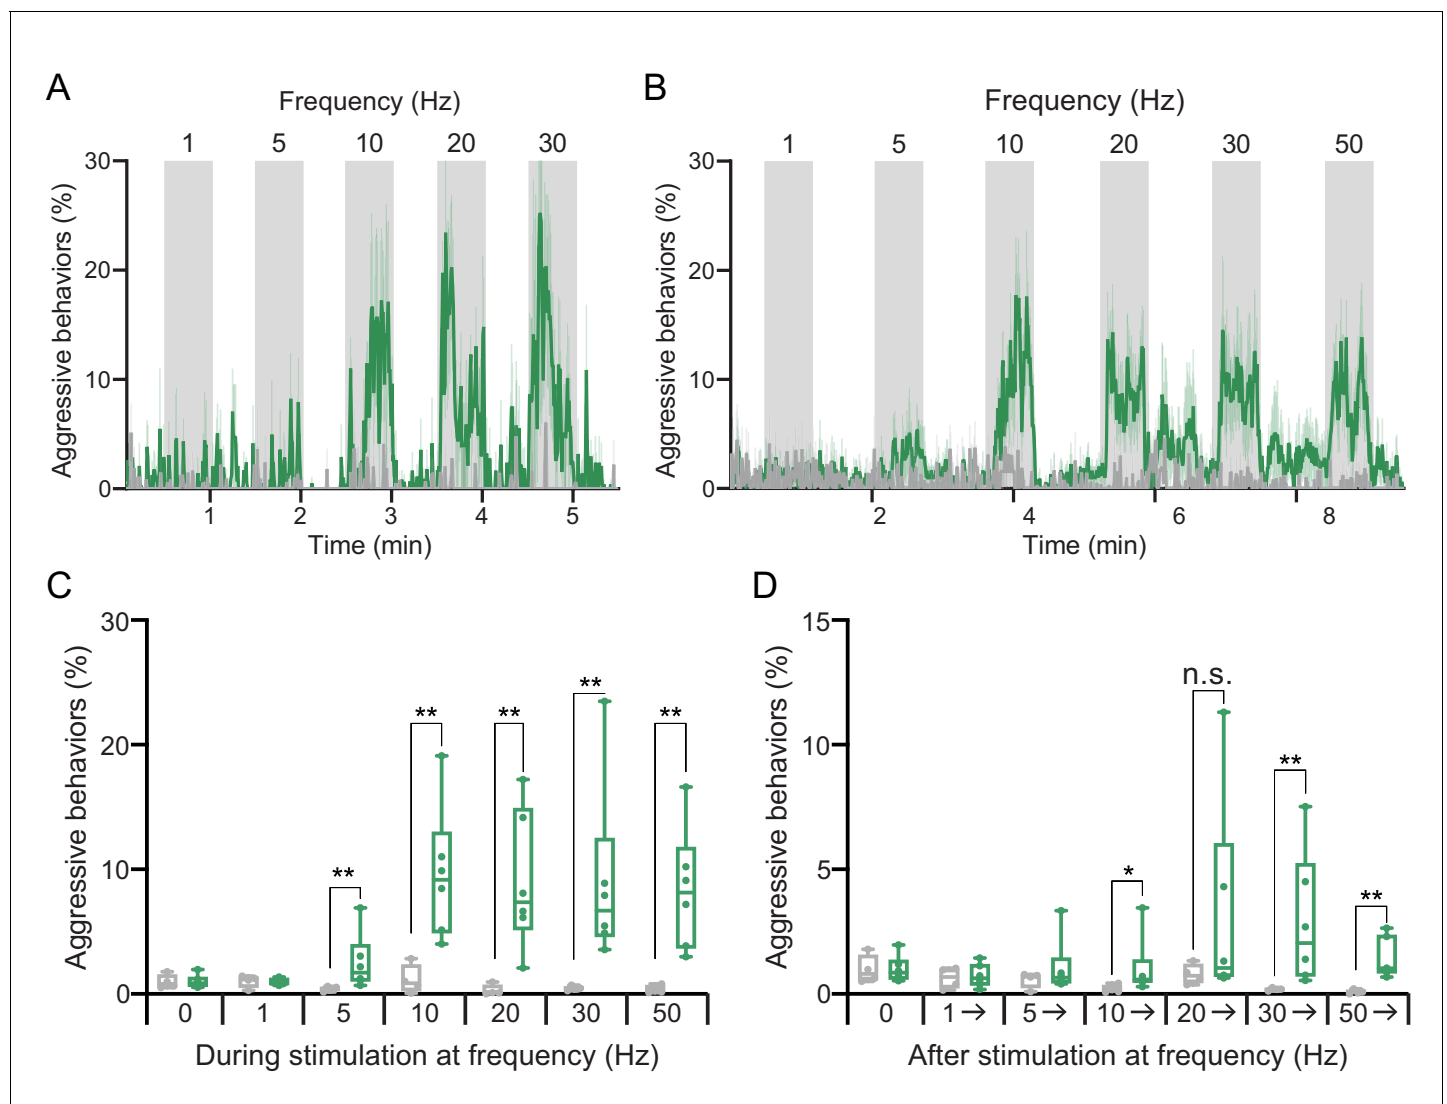 A
Frequency (Hz)
1 5 10 20 30
30
20
10
0
Aggressive behaviors (%)
1 2 3 4 5
Time (min)
B
Frequency (Hz)
1 5 10 20 30 50
30
20
10
0
Aggressive behaviors (%)
2 4 6 8
Time (min)
C
30
20
10
0
Aggressive behaviors (%)
** ** ** ** **
0 1 5 10 20 30 50
During stimulation at frequency (Hz)
D
15
10
5
0
Aggressive behaviors (%)
* n.s. ** **
0 1 → 5 → 10 → 20 → 30 → 50 →
After stimulation at frequency (Hz)